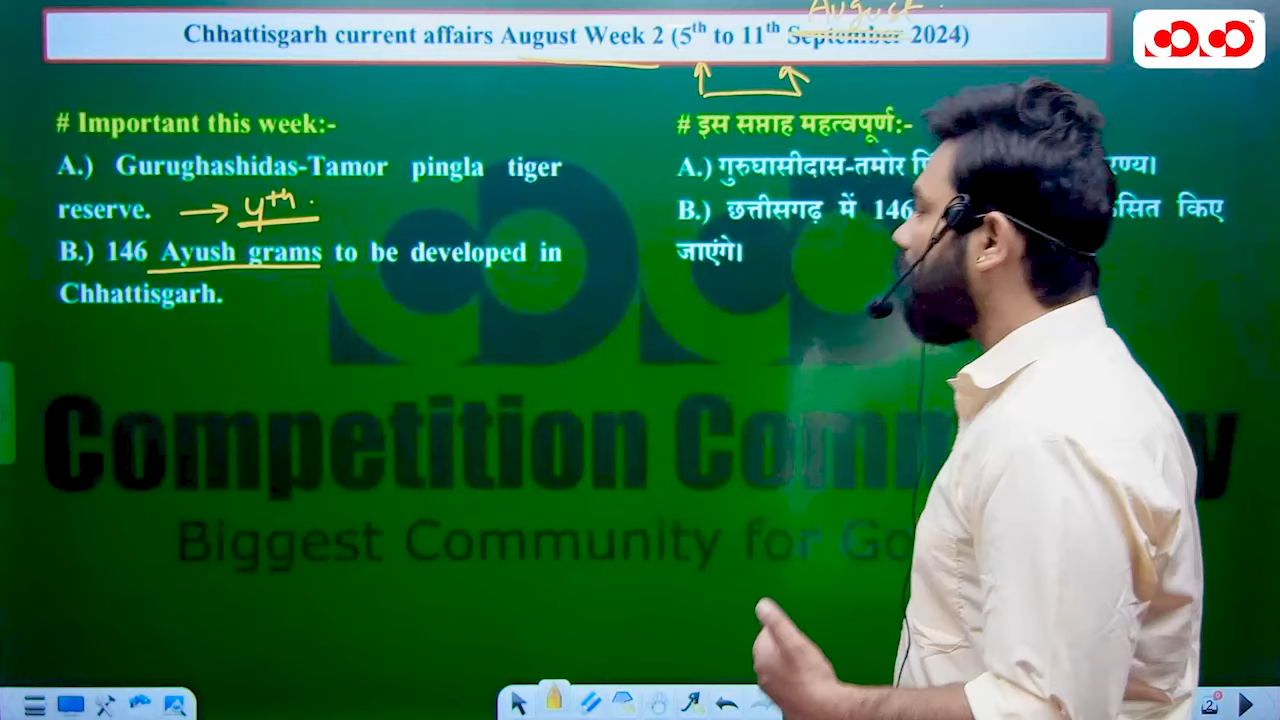 August.
Chhattisgarh current affairs August Week 2 (5th to 11th September 2024)
# Important this week:-
A.) Gurughashidas-Tamor pingla tiger
reserve. → 4th.
B.) 146 Ayush grams to be developed in
Chhattisgarh.
# इस सप्ताह महत्वपूर्ण:-
A.) गुरुघासीदास-तमोर
B.) छत्तीसगढ़ में 146 किए
जाएंगे।
Competition
Biggest Community for
2